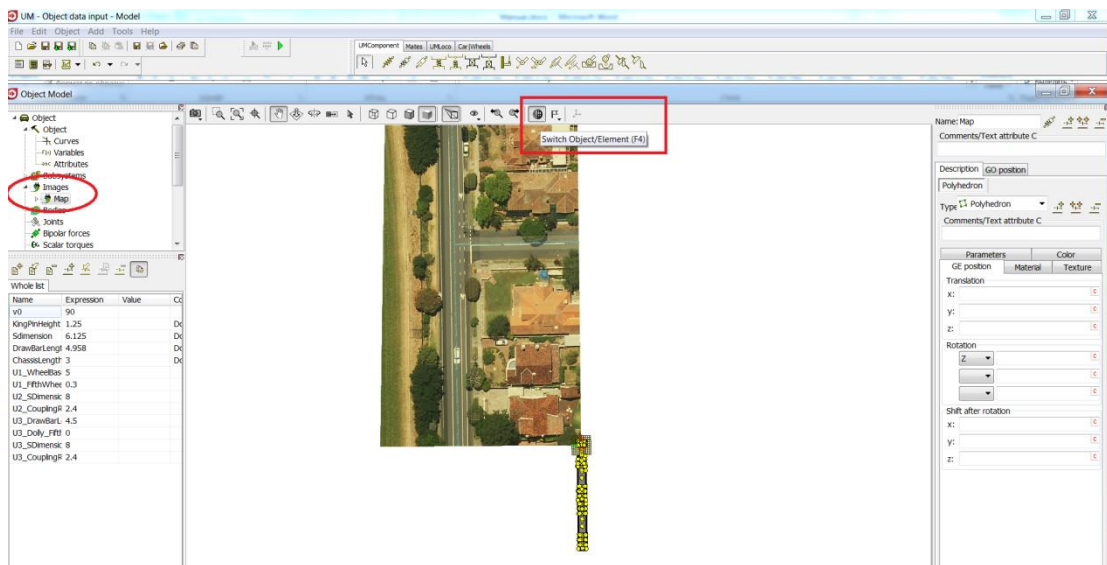 UM - Object data input - Model
File Edit Object Add Tools Help
UMComponent Mates UMLoco Car|Wheels
Object Model
Object
Object
Curves
Variables
Attributes
Subsystems
Images
Map
Bodies
Joints
Bipolar forces
Scalar torques
Switch Object/Element (F4)
Whole list
Name Expression Value
v0 90
KingPinHeight 1.25
Sdimension 6.125
DrawBarLengt 4.958
ChassisLength 3
U1_WheelBas 5
U1_FifthWhee 0.3
U2_SDimensic 8
U2_CouplingR 2.4
U3_DrawBarL 4.5
U3_Dolly_Fift 0
U3_SDimensic 8
U3_CouplingR 2.4
Name: Map
Comments/Text attribute C
Description GO position
Polyhedron
Type Polyhedron
Comments/Text attribute C
Parameters Color
GE position Material Texture
Translation
x:
y:
z:
Rotation
Z
Shift after rotation
x:
y:
z: